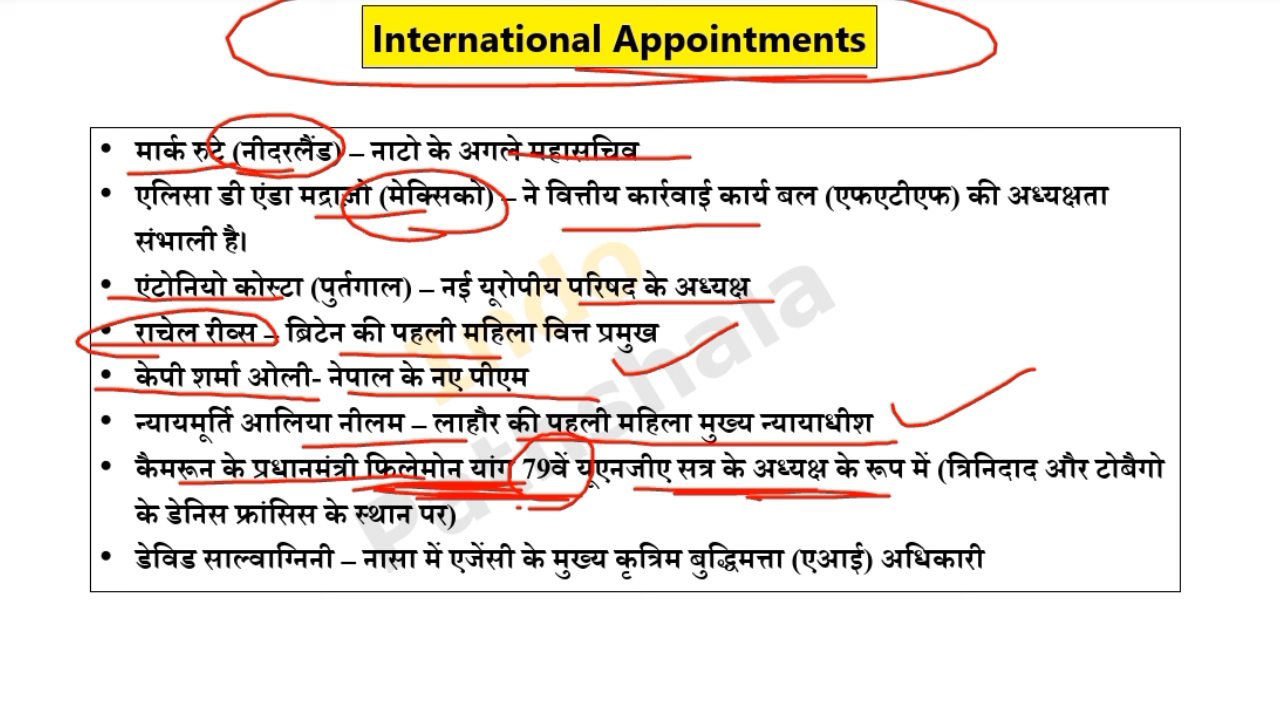 International Appointments
• मार्क रुटे (नीदरलैंड) – नाटो के अगले महासचिव
• एलिसा डी एंडा मद्राजो (मेक्सिको) – ने वित्तीय कार्रवाई कार्य बल (एफएटीएफ) की अध्यक्षता
संभाली है।
• एंटोनियो कोस्टा (पुर्तगाल) – नई यूरोपीय परिषद के अध्यक्ष
• राचेल रीव्स – ब्रिटेन की पहली महिला वित्त प्रमुख
• केपी शर्मा ओली- नेपाल के नए पीएम
• न्यायमूर्ति आलिया नीलम – लाहौर की पहली महिला मुख्य न्यायाधीश
• कैमरून के प्रधानमंत्री फिलेमोन यांग 79वें यूएनजीए सत्र के अध्यक्ष के रूप में (त्रिनिदाद और टोबैगो
के डेनिस फ्रांसिस के स्थान पर)
• डेविड साल्वाग्निनी – नासा में एजेंसी के मुख्य कृत्रिम बुद्धिमत्ता (एआई) अधिकारी
Indo
Pathshala